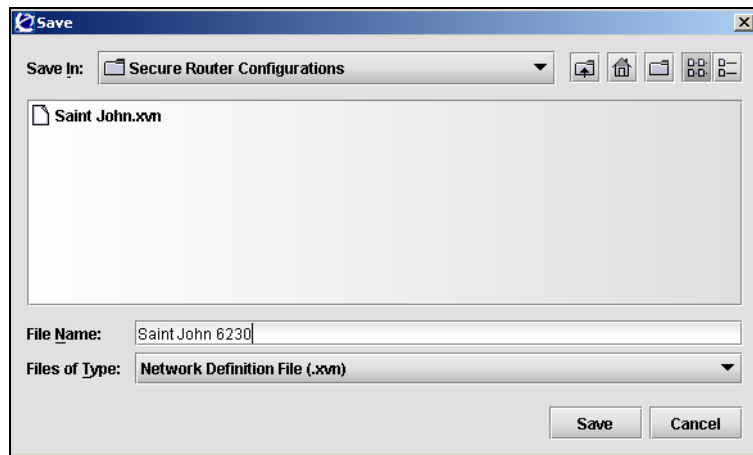 Save
Save In: Secure Router Configurations
Saint John.xvn
File Name: Saint John 6230
Files of Type: Network Definition File (.xvn)
Save Cancel